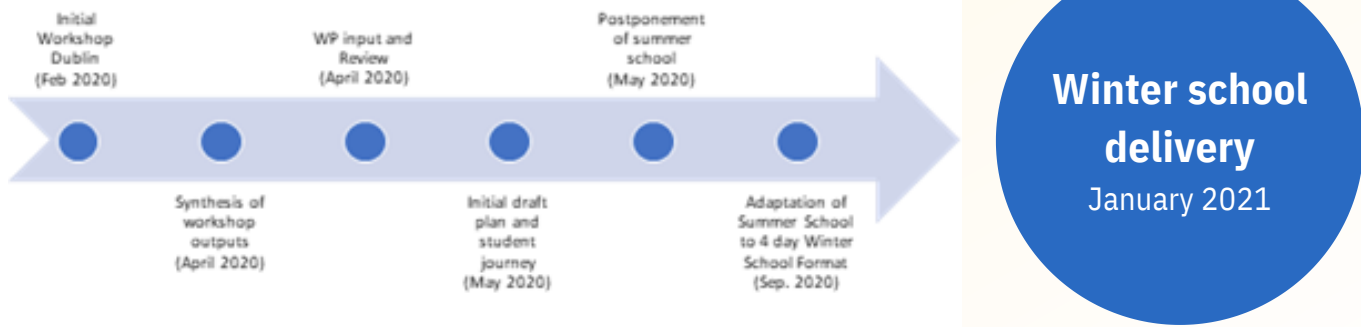 Initial
Workshop
Dublin
(Feb 2020)
Synthesis of
workshop
outputs
(April 2020)
WP input and
Review
(April 2020)
Initial draft
plan and
student
journey
(May 2020)
Postponement
of summer
school
(May 2020)
Adaptation of
Summer School
to 4 day Winter
School Format
(Sep. 2020)
Winter school
delivery
January 2021